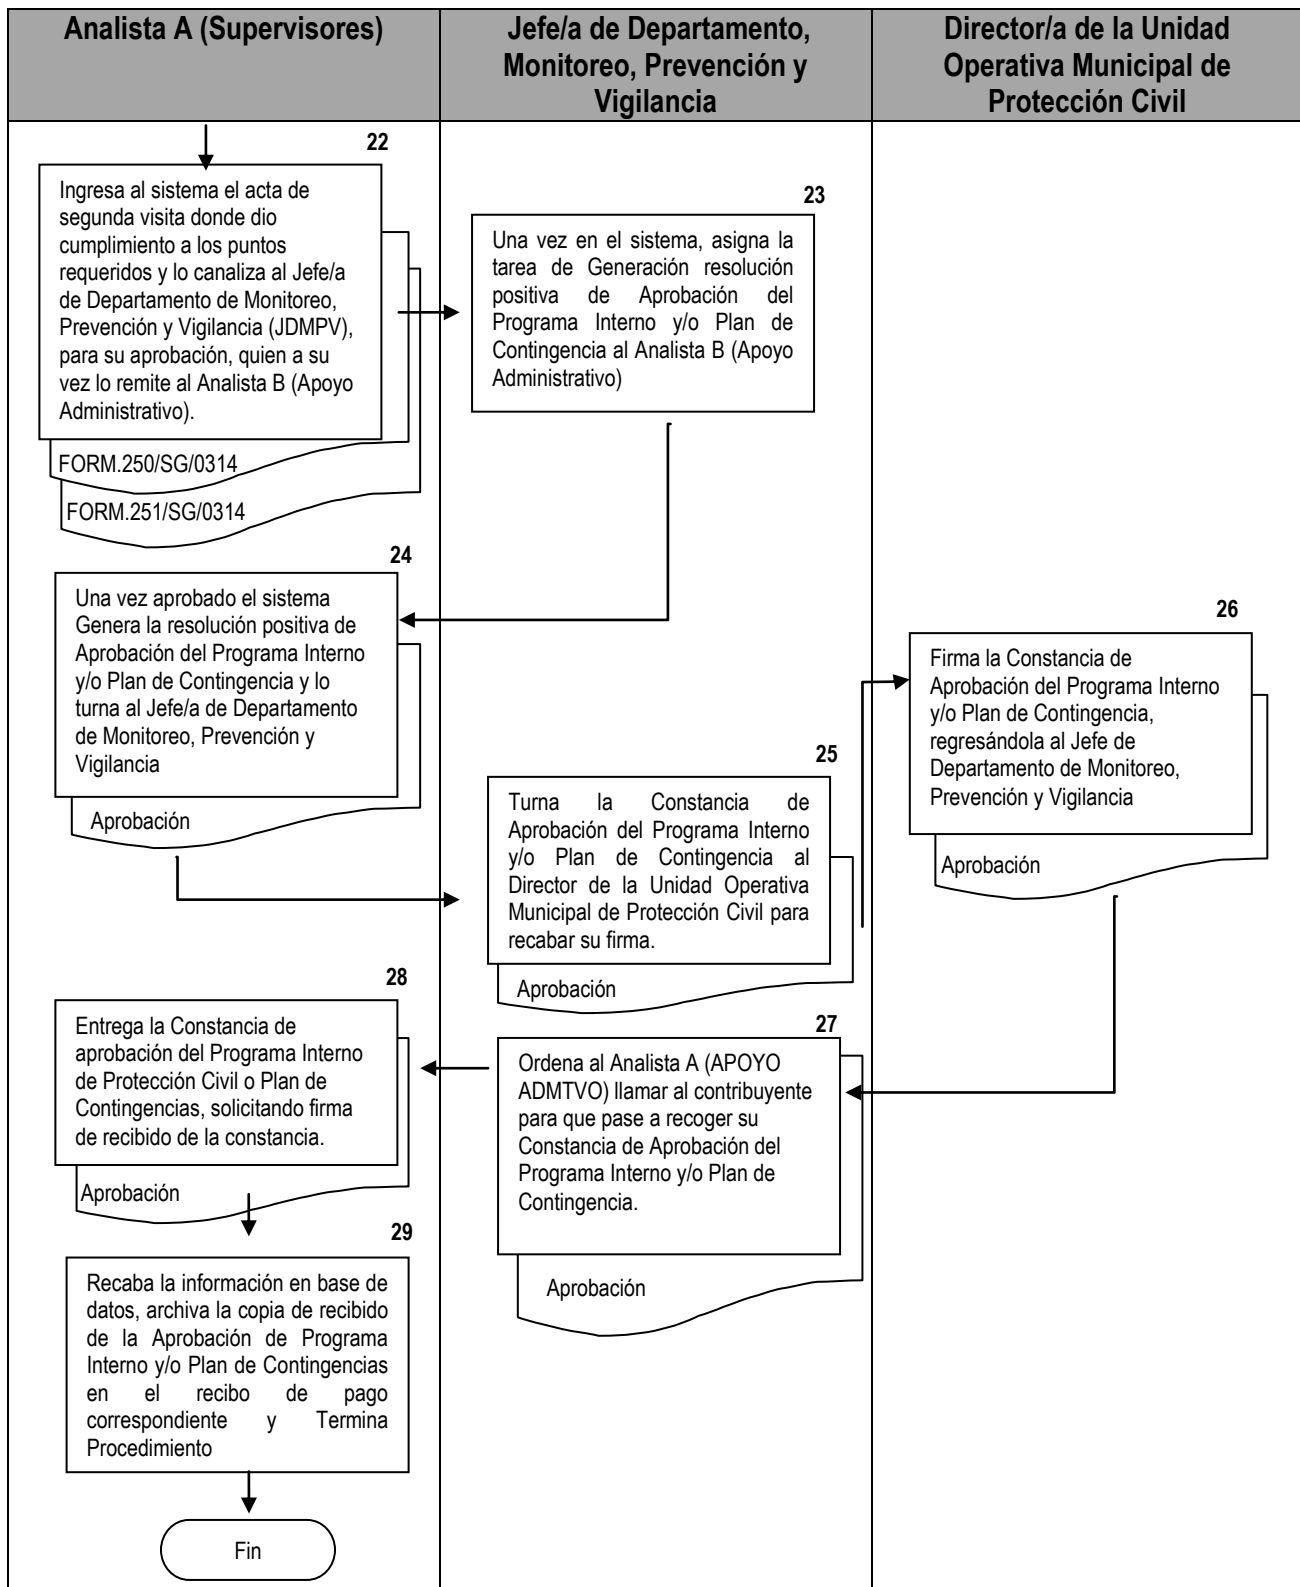 Analista A (Supervisores)
Jefe/a de Departamento,
Monitoreo, Prevención y
Vigilancia
Director/a de la Unidad
Operativa Municipal de
Protección Civil
22
Ingresa al sistema el acta de
segunda visita donde dio
cumplimiento a los puntos
requeridos y lo canaliza al Jefe/a
de Departamento de Monitoreo,
Prevención y Vigilancia (JDMPV),
para su aprobación, quien a su
vez lo remite al Analista B (Apoyo
Administrativo).
FORM.250/SG/0314
FORM.251/SG/0314
23
Una vez en el sistema, asigna la
tarea de Generación resolución
positiva de Aprobación del
Programa Interno y/o Plan de
Contingencia al Analista B (Apoyo
Administrativo)
24
Una vez aprobado el sistema
Genera la resolución positiva de
Aprobación del Programa Interno
y/o Plan de Contingencia y lo
turna al Jefe/a de Departamento
de Monitoreo, Prevención y
Vigilancia
Aprobación
25
Turna la Constancia de
Aprobación del Programa Interno
y/o Plan de Contingencia al
Director de la Unidad Operativa
Municipal de Protección Civil para
recabar su firma.
Aprobación
26
Firma la Constancia de
Aprobación del Programa Interno
y/o Plan de Contingencia,
regresándola al Jefe de
Departamento de Monitoreo,
Prevención y Vigilancia
Aprobación
27
Ordena al Analista A (APOYO
ADMTVO) llamar al contribuyente
para que pase a recoger su
Constancia de Aprobación del
Programa Interno y/o Plan de
Contingencia.
Aprobación
28
Entrega la Constancia de
aprobación del Programa Interno
de Protección Civil o Plan de
Contingencias, solicitando firma
de recibido de la constancia.
Aprobación
29
Recaba la información en base de
datos, archiva la copia de recibido
de la Aprobación de Programa
Interno y/o Plan de Contingencias
en el recibo de pago
correspondiente y Termina
Procedimiento
Fin